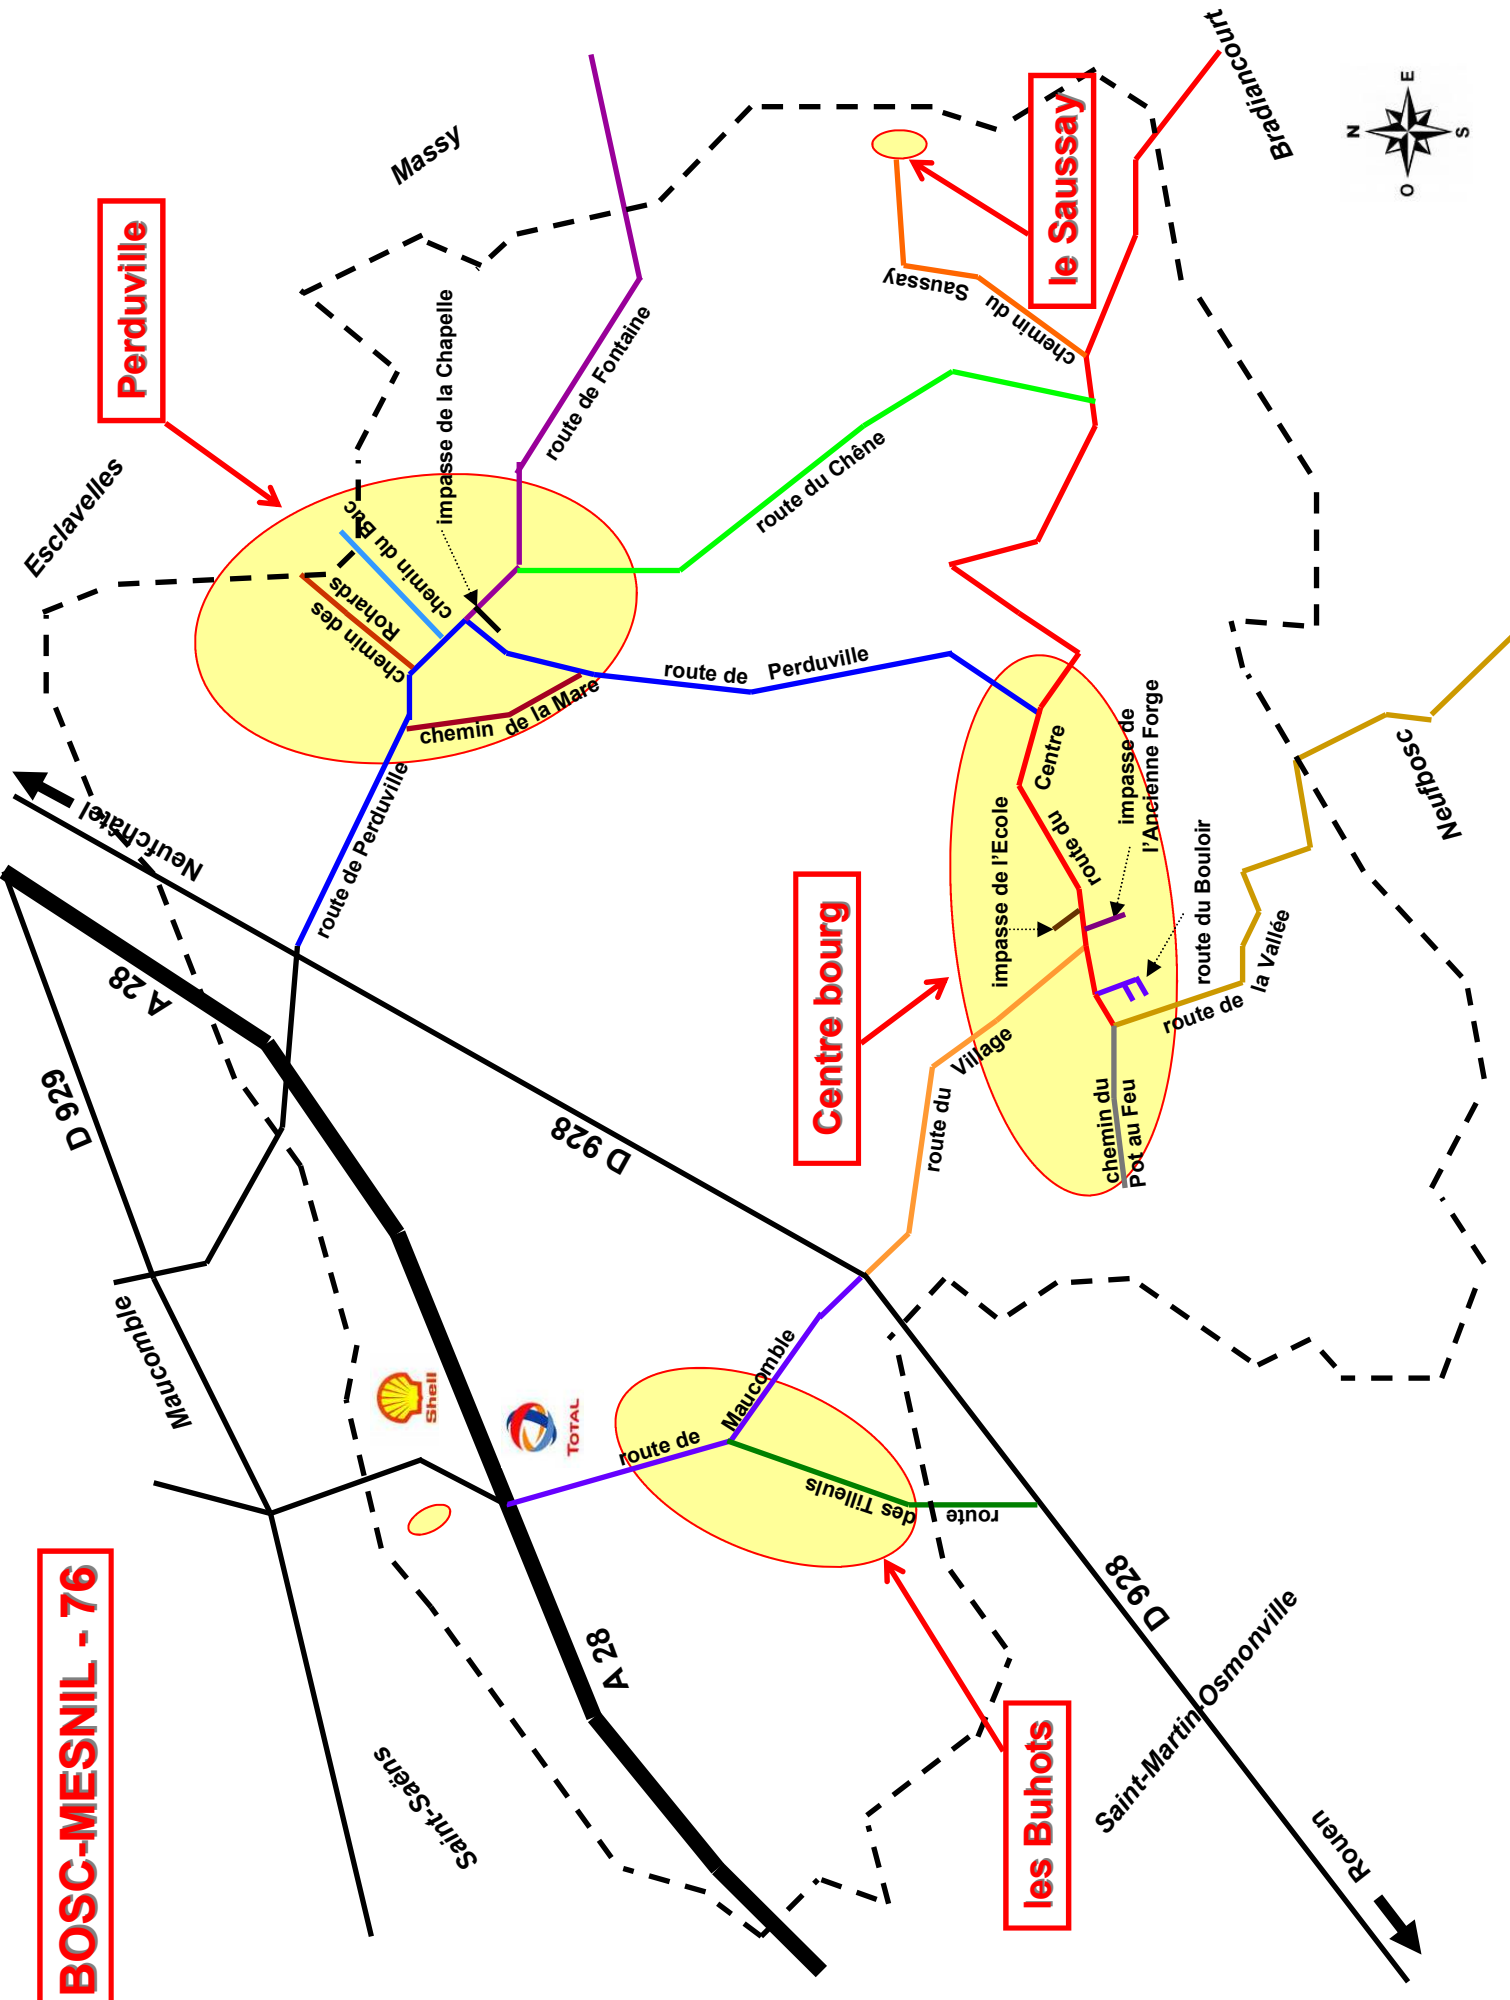 BOSC-MESNIL - 76
Perduville
Massy
Esclavelles
Neufchâtel
A 28
D 929
Maucomble
Saint-Saëns
chemin du Buc
chemin des
Rohards
impasse de la Chapelle
route de Fontaine
chemin de la Mare
route de Perduville
route de Perduville
route du Chêne
le Saussay
chemin du Saussay
Bradiancourt
N
E
S
O
D 928
Centre bourg
impasse de l'Ecole
route du Centre
impasse de
l'Ancienne Forge
route du Bouloir
route de la Vallée
Neufbosc
route du Village
chemin du
Pot au Feu
Shell
TOTAL
route de Maucomble
route des Tilleuls
les Buhots
A 28
D 928
Saint-Martin-Osmonville
Rouen